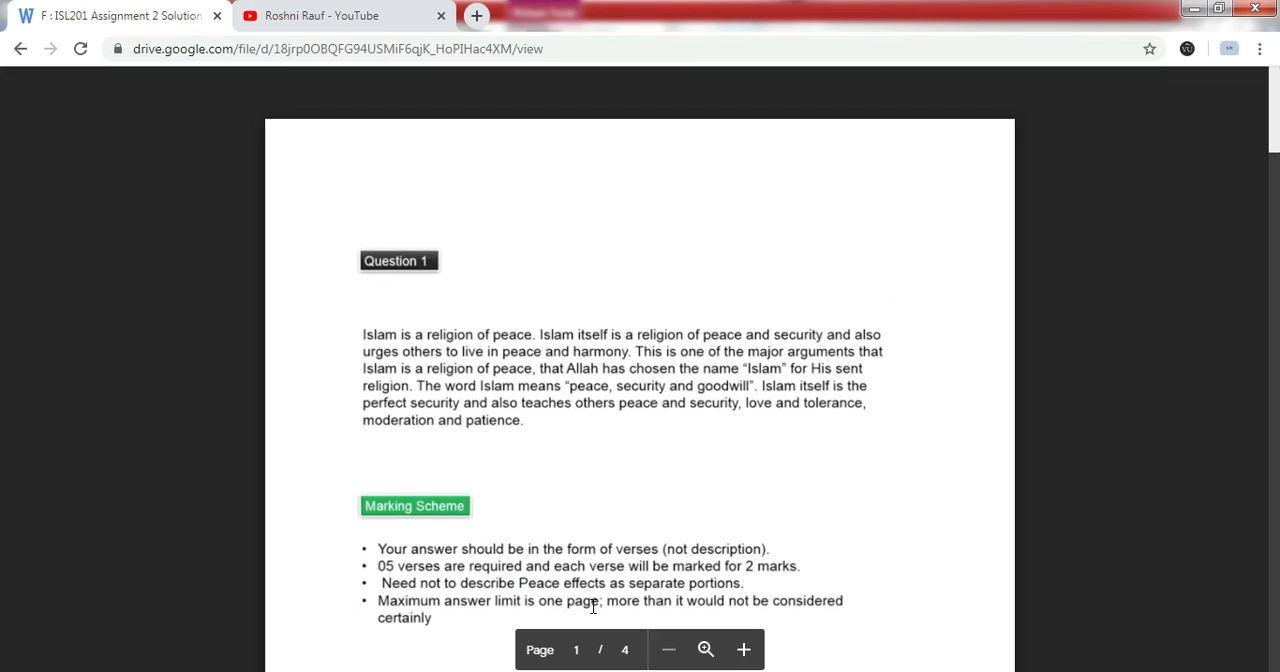 F : ISL201 Assignment 2 Solution
Roshni Rauf - YouTube
drive.google.com/file/d/18jrp0OBQFG94USMiF6qjK_HoPIHac4XM/view
Question 1
Islam is a religion of peace. Islam itself is a religion of peace and security and also
urges others to live in peace and harmony. This is one of the major arguments that
Islam is a religion of peace, that Allah has chosen the name “Islam” for His sent
religion. The word Islam means “peace, security and goodwill”. Islam itself is the
perfect security and also teaches others peace and security, love and tolerance,
moderation and patience.
Marking Scheme
• Your answer should be in the form of verses (not description).
• 05 verses are required and each verse will be marked for 2 marks.
• Need not to describe Peace effects as separate portions.
• Maximum answer limit is one page; more than it would not be considered
certainly
Page 1 / 4